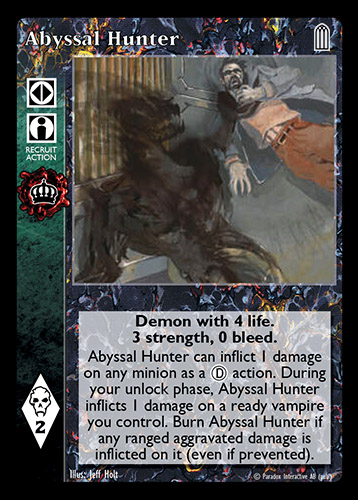 Abyssal Hunter
RECRUIT
ACTION
Demon with 4 life.
3 strength, 0 bleed.
Abyssal Hunter can inflict 1 damage
on any minion as a Ⓓ action. During
your unlock phase, Abyssal Hunter
inflicts 1 damage on a ready vampire
you control. Burn Abyssal Hunter if
any ranged aggravated damage is
inflicted on it (even if prevented).
2
Illus: Jeff Holt
© Paradox Interactive AB (publ)